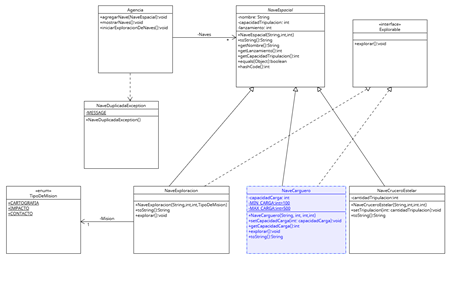 Agencia
+agregarNave(NaveEspacial):void
+mostrarNaves():void
+iniciarExploracionDeNaves():void
-Naves
*
NaveEspacial
-nombre: String
-capacidadTripulacion: int
-lanzamiento: int
+NaveEspacial(String,int,int)
+toString():String
+getNombre():String
+getLanzamiento():int
+getCapacidadTripulacion():int
+equals(Object):boolean
+hashCode():int
«interface»
Explorable
+explorar():void
NaveDuplicadaException
-MESSAGE
+NaveDuplicadaException()
«enum»
TipoDeMision
+CARTOGRAFIA
+IMPACTO
+CONTACTO
-Mision
1
NaveExploracion
+NaveExploracion(String,int,int,TipoDeMision)
+toString():String
+explorar():void
NaveCarguero
-capacidadCarga: int
-MIN_CARGA:int=100
-MAX_CARGA:int=500
+NaveCarguero(String, int, int,int)
+setCapacidadCarga(int: capacidadCarga):void
+getCapacidadCarga():int
+explorar():void
+toString():String
NaveCruceroEstelar
-cantidadTripulacion:int
+NaveCruceroEstelar(String,int,int,int)
+setTripulacion(int: cantidadTripulacion):void
+toString():String